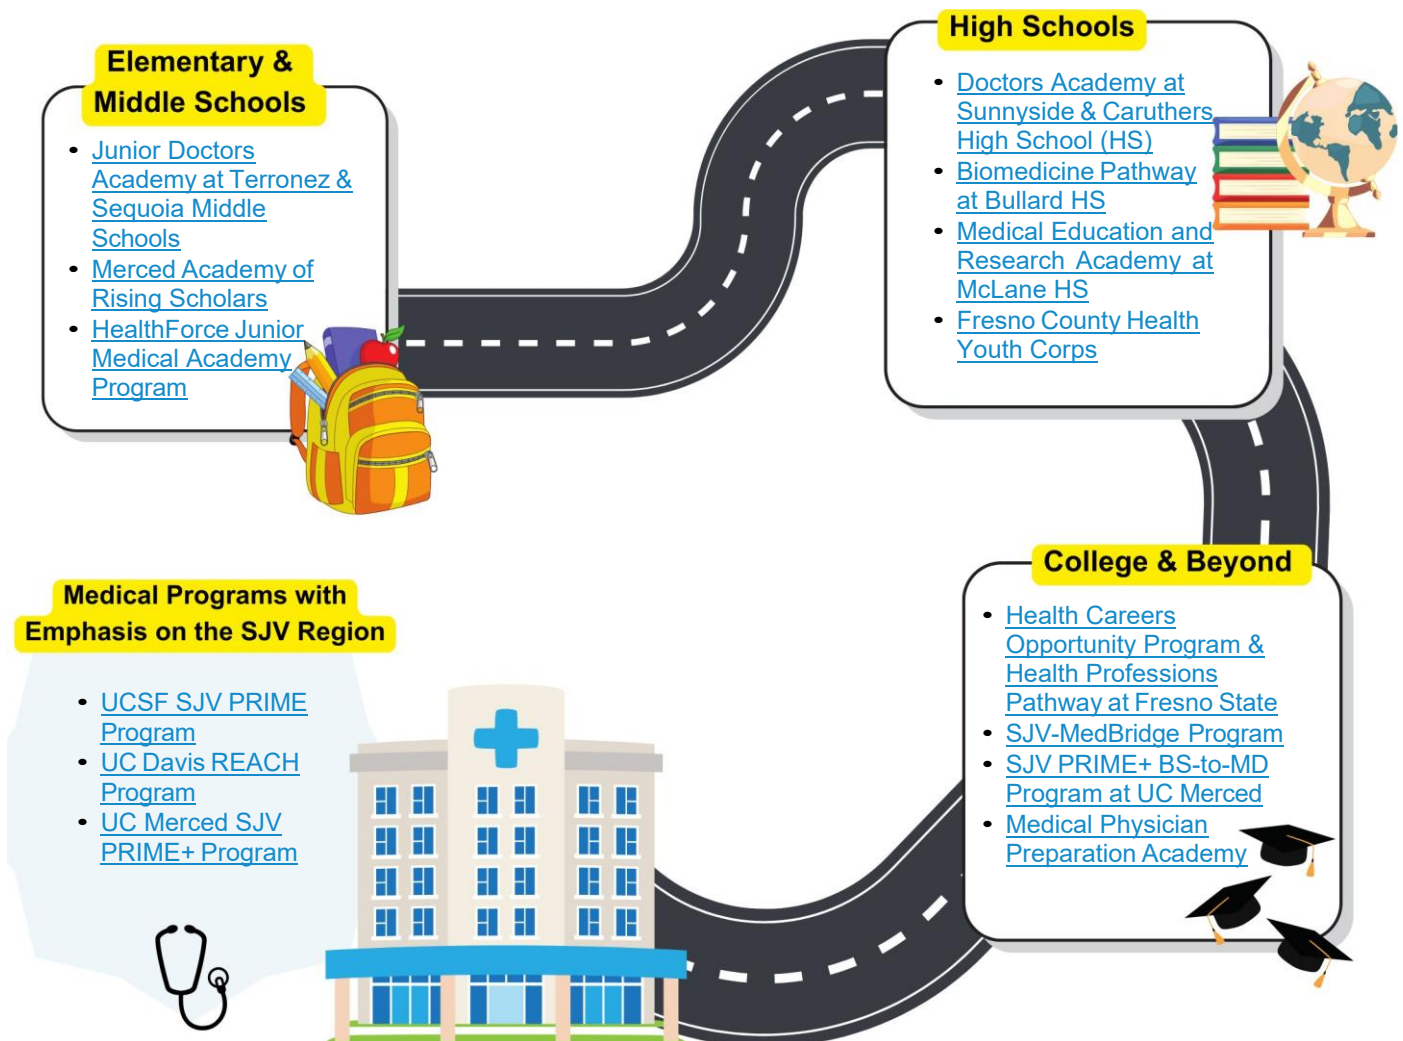 Elementary &
Middle Schools
• Junior Doctors
Academy at Terronez &
Sequoia Middle
Schools
• Merced Academy of
Rising Scholars
• HealthForce Junior
Medical Academy
Program
High Schools
• Doctors Academy at
Sunnyside & Caruthers
High School (HS)
• Biomedicine Pathway
at Bullard HS
• Medical Education and
Research Academy at
McLane HS
• Fresno County Health
Youth Corps
College & Beyond
• Health Careers
Opportunity Program &
Health Professions
Pathway at Fresno State
• SJV-MedBridge Program
• SJV PRIME+ BS-to-MD
Program at UC Merced
• Medical Physician
Preparation Academy
Medical Programs with
Emphasis on the SJV Region
• UCSF SJV PRIME
Program
• UC Davis REACH
Program
• UC Merced SJV
PRIME+ Program